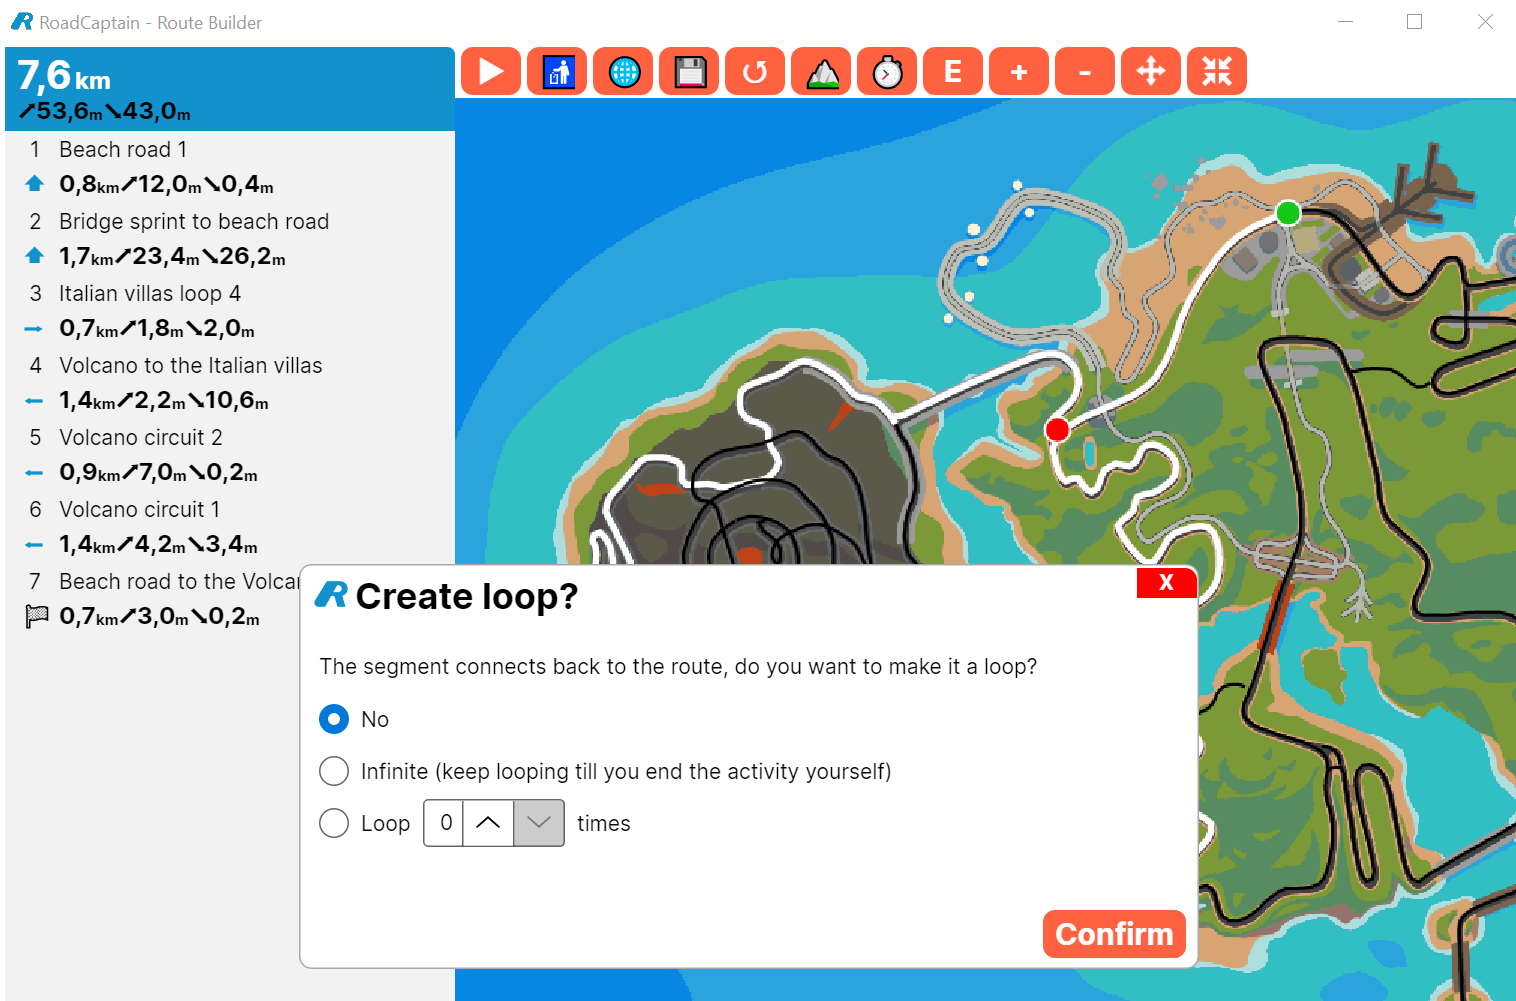 RoadCaptain - Route Builder
7,6 km
↗53,6m↘43,0m
E
+
-
1 Beach road 1
0,8km↗12,0m↘0,4m
2 Bridge sprint to beach road
1,7km↗23,4m↘26,2m
3 Italian villas loop 4
0,7km↗1,8m↘2,0m
4 Volcano to the Italian villas
1,4km↗2,2m↘10,6m
5 Volcano circuit 2
0,9km↗7,0m↘0,2m
6 Volcano circuit 1
1,4km↗4,2m↘3,4m
7 Beach road to the Volcan
0,7km↗3,0m↘0,2m
Create loop?
X
The segment connects back to the route, do you want to make it a loop?
No
Infinite (keep looping till you end the activity yourself)
Loop 0 times
Confirm